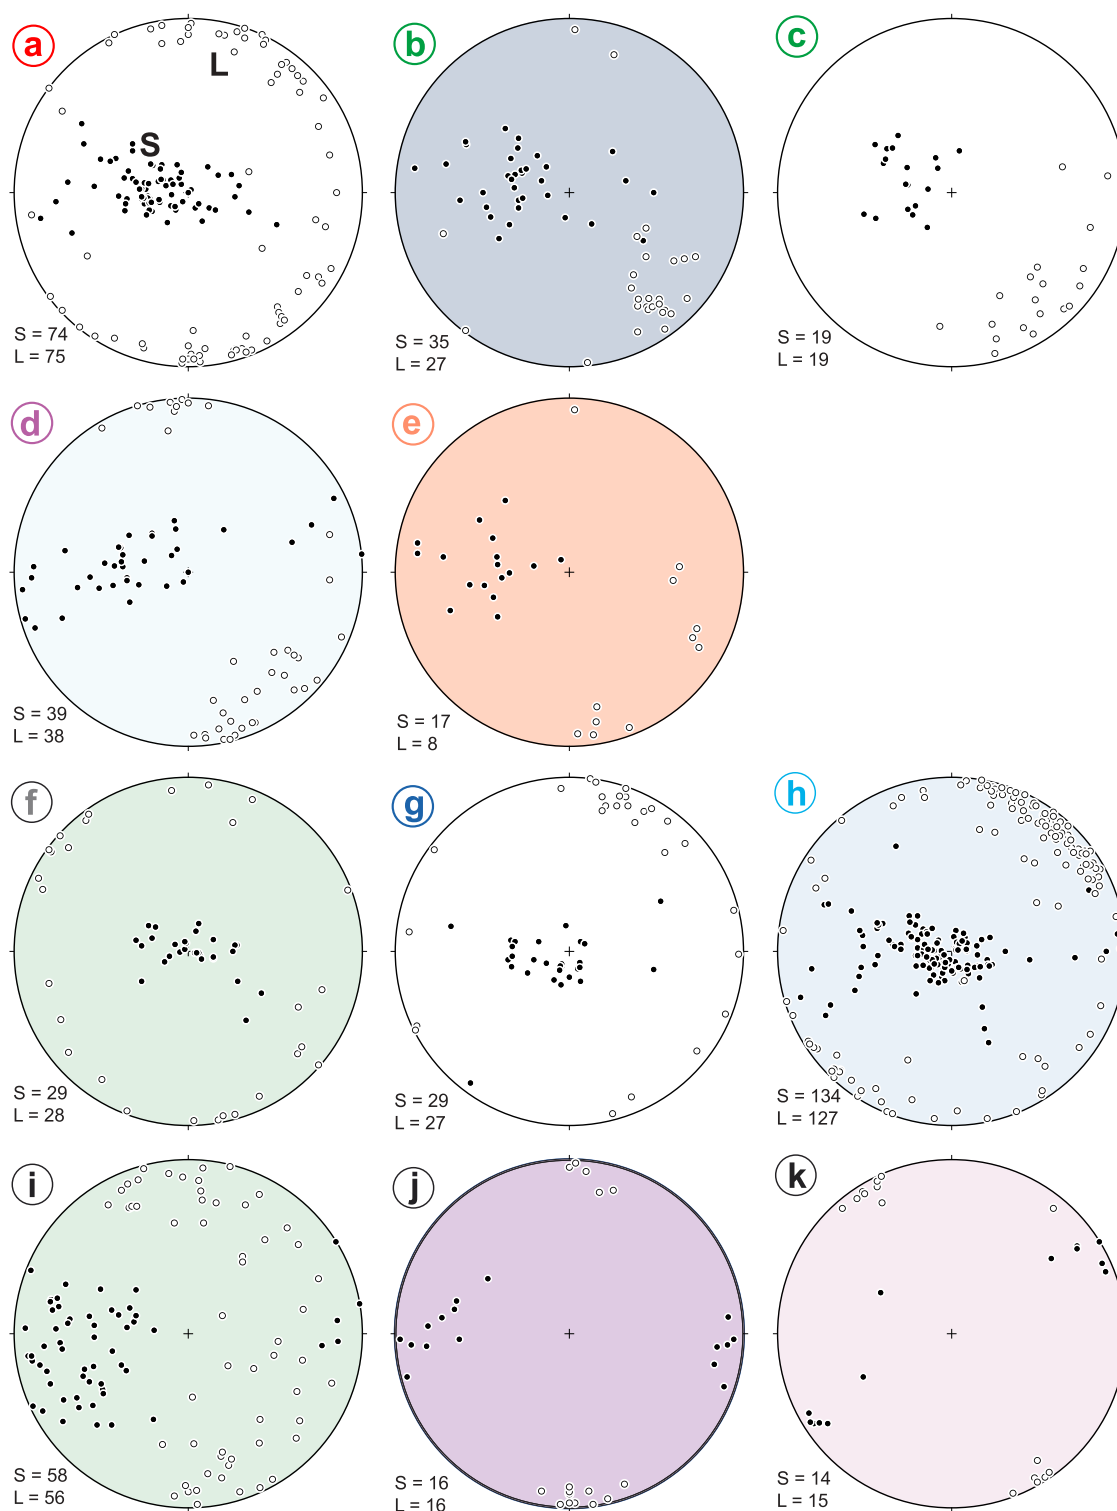 a
L
S
S = 74
L = 75
b
S = 35
L = 27
c
S = 19
L = 19
d
S = 39
L = 38
e
S = 17
L = 8
f
S = 29
L = 28
g
S = 29
L = 27
h
S = 134
L = 127
i
S = 58
L = 56
j
S = 16
L = 16
k
S = 14
L = 15